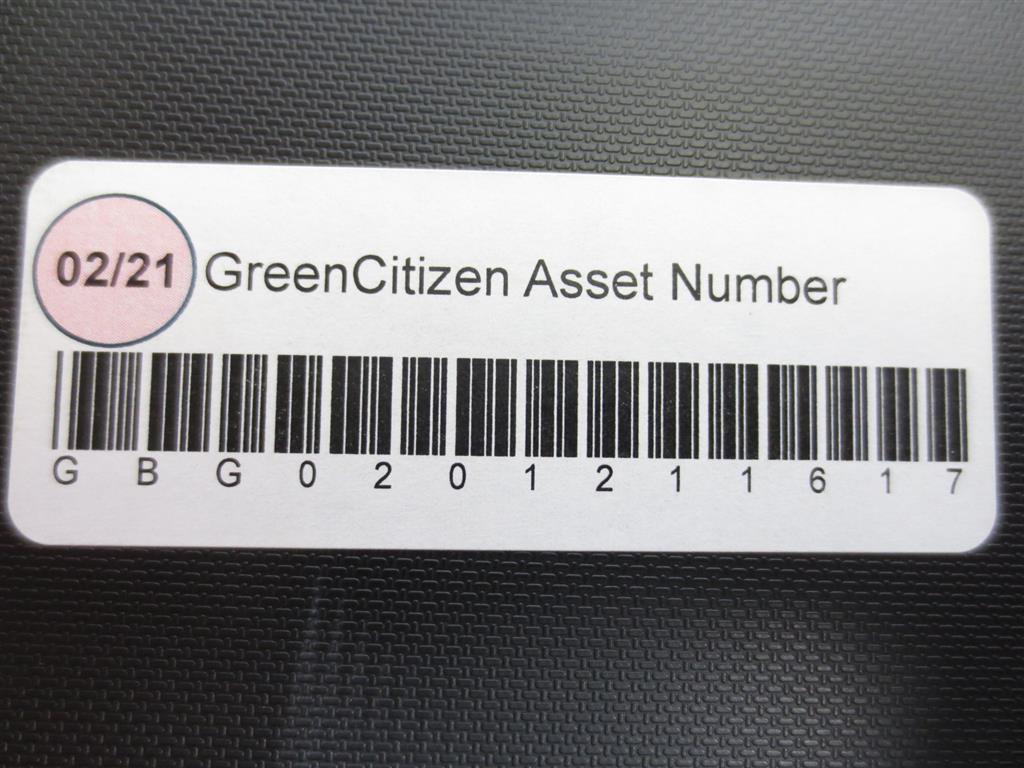 02/21 GreenCitizen Asset Number
G B G 0 2 0 1 2 1 1 6 1 7